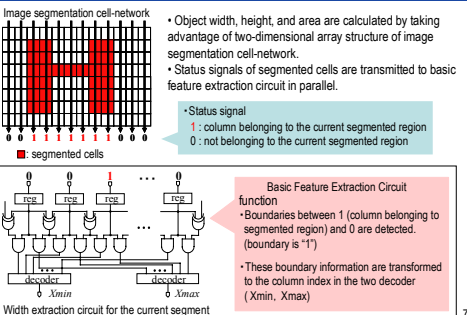 Image segmentation cell-network
• Object width, height, and area are calculated by taking
advantage of two-dimensional array structure of image
segmentation cell-network.
• Status signals of segmented cells are transmitted to basic
feature extraction circuit in parallel.
• Status signal
1 : column belonging to the current segmented region
0 : not belonging to the current segmented region
0 0 1 1 1 1 1 1 1 0 0
: segmented cells
0 0 1 • • • 0
reg reg reg reg
• • •
• • •
decoder decoder
Xmin Xmax
Width extraction circuit for the current segment
Basic Feature Extraction Circuit
function
• Boundaries between 1 (column belonging to
segmented region) and 0 are detected.
(boundary is “1”)
• These boundary information are transformed
to the column index in the two decoder
( Xmin, Xmax)
7